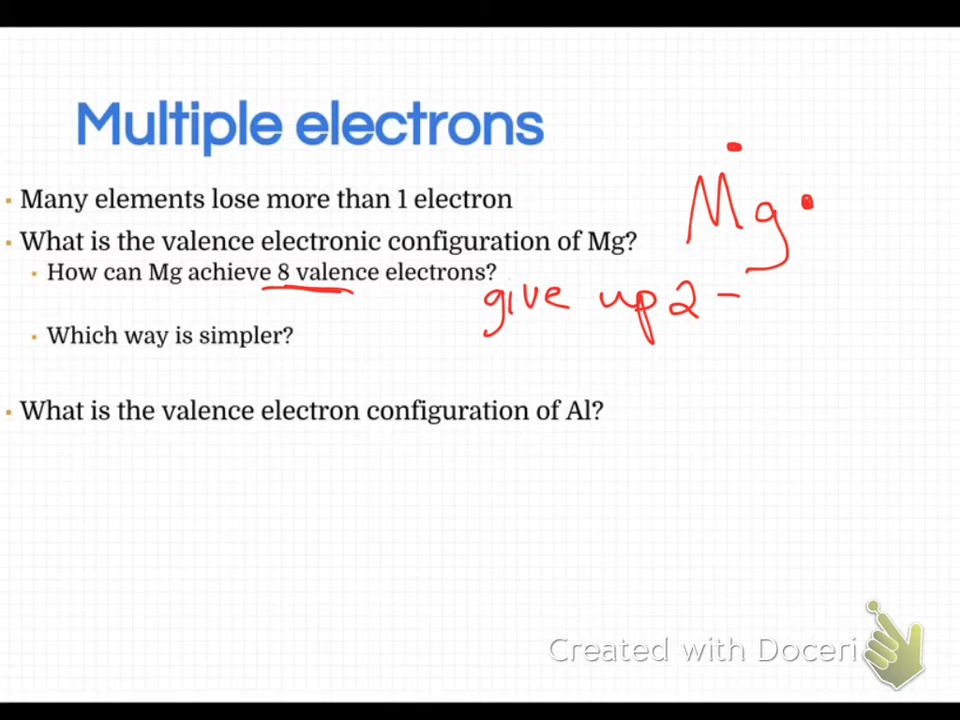 Multiple electrons
Many elements lose more than 1 electron
Mg
What is the valence electronic configuration of Mg?
How can Mg achieve 8 valence electrons?
give up 2 -
Which way is simpler?
What is the valence electron configuration of Al?
Created with Doceri